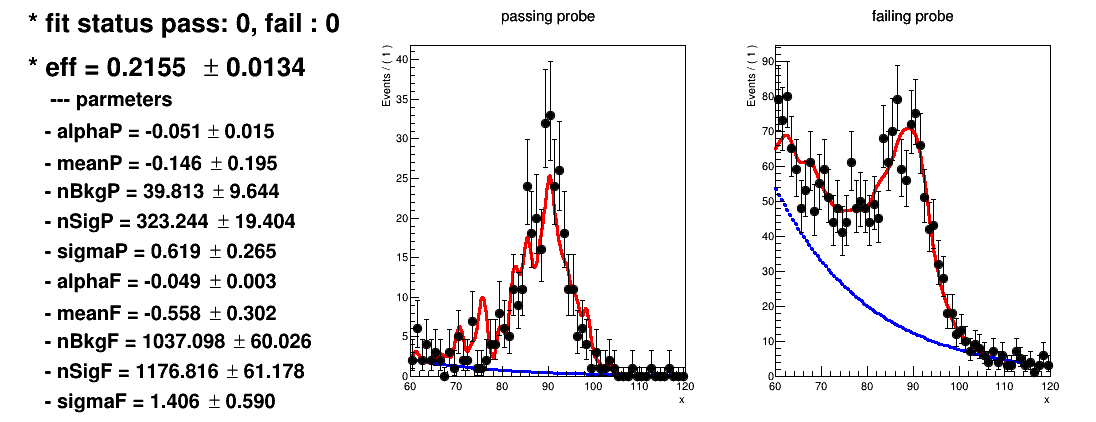 * fit status pass: 0, fail : 0
* eff = 0.2155 ± 0.0134
--- parmeters
- alphaP = -0.051 ± 0.015
- meanP = -0.146 ± 0.195
- nBkgP = 39.813 ± 9.644
- nSigP = 323.244 ± 19.404
- sigmaP = 0.619 ± 0.265
- alphaF = -0.049 ± 0.003
- meanF = -0.558 ± 0.302
- nBkgF = 1037.098 ± 60.026
- nSigF = 1176.816 ± 61.178
- sigmaF = 1.406 ± 0.590
passing probe
Events / ( 1 )
40
35
30
25
20
15
10
5
0
60 70 80 90 100 110 120
x
failing probe
Events / ( 1 )
90
80
70
60
50
40
30
20
10
0
60 70 80 90 100 110 120
x